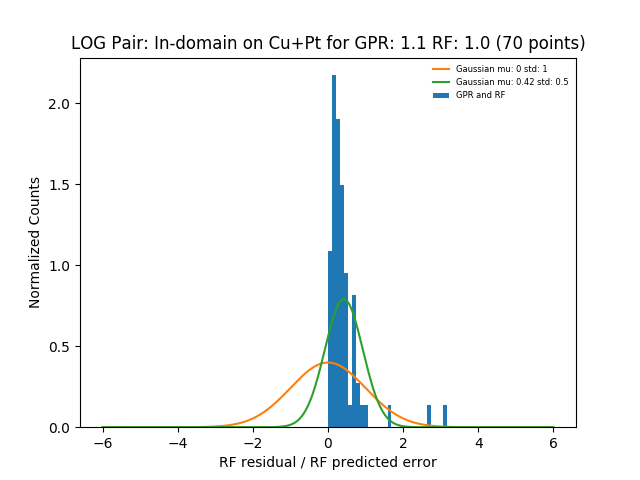 LOG Pair: In-domain on Cu+Pt for GPR: 1.1 RF: 1.0 (70 points)
Gaussian mu: 0 std: 1
Gaussian mu: 0.42 std: 0.5
GPR and RF
Normalized Counts
2.0
1.5
1.0
0.5
0.0
−6 −4 −2 0 2 4 6
RF residual / RF predicted error